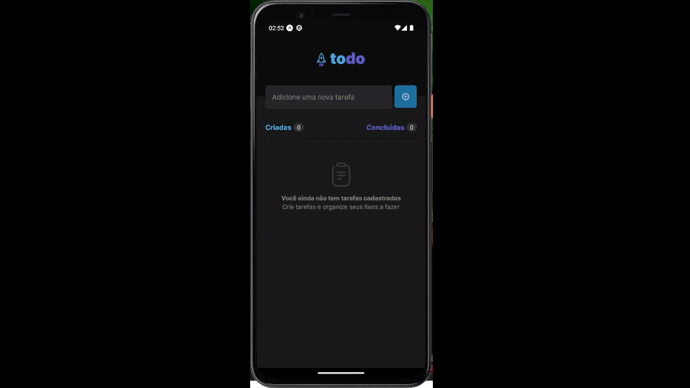 02:52
todo
Adicione uma nova tarefa
Criadas 0
Concluídas 0
Você ainda não tem tarefas cadastradas
Crie tarefas e organize seus itens a fazer